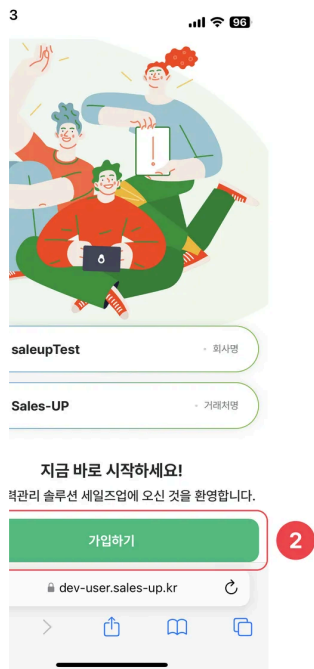 3
96
saleupTest
• 회사명
Sales-UP
• 거래처명
지금 바로 시작하세요!
력관리 솔루션 세일즈업에 오신 것을 환영합니다.
가입하기
2
dev-user.sales-up.kr